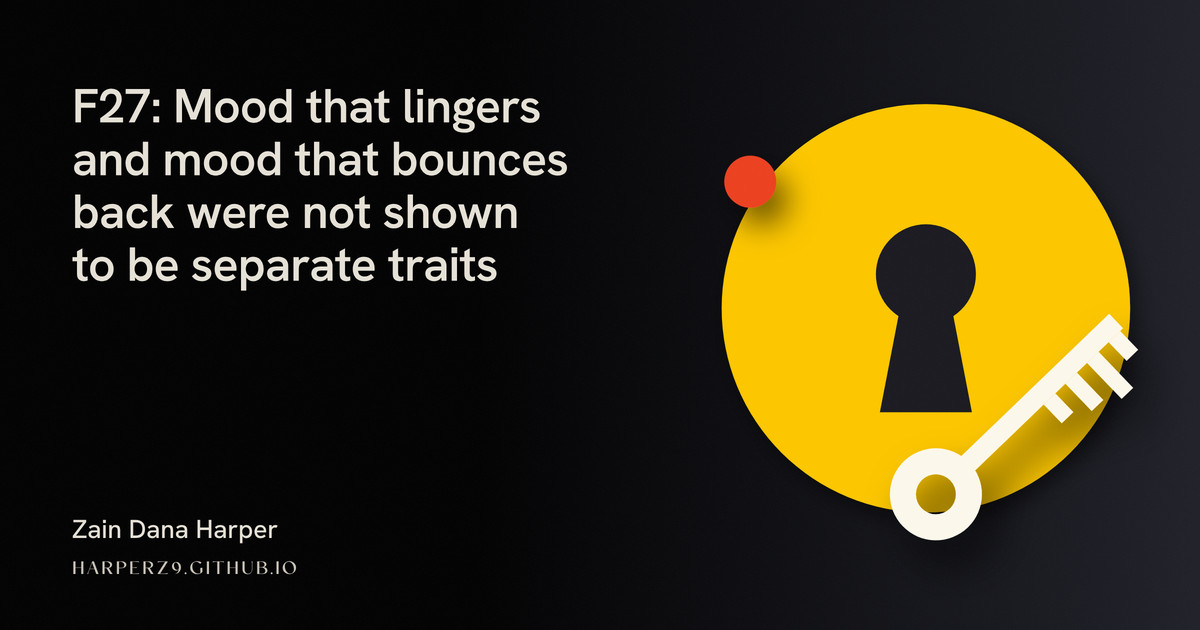 F27: Mood that lingers
and mood that bounces
back were not shown
to be separate traits
Zain Dana Harper
HARPERZ9.GITHUB.IO